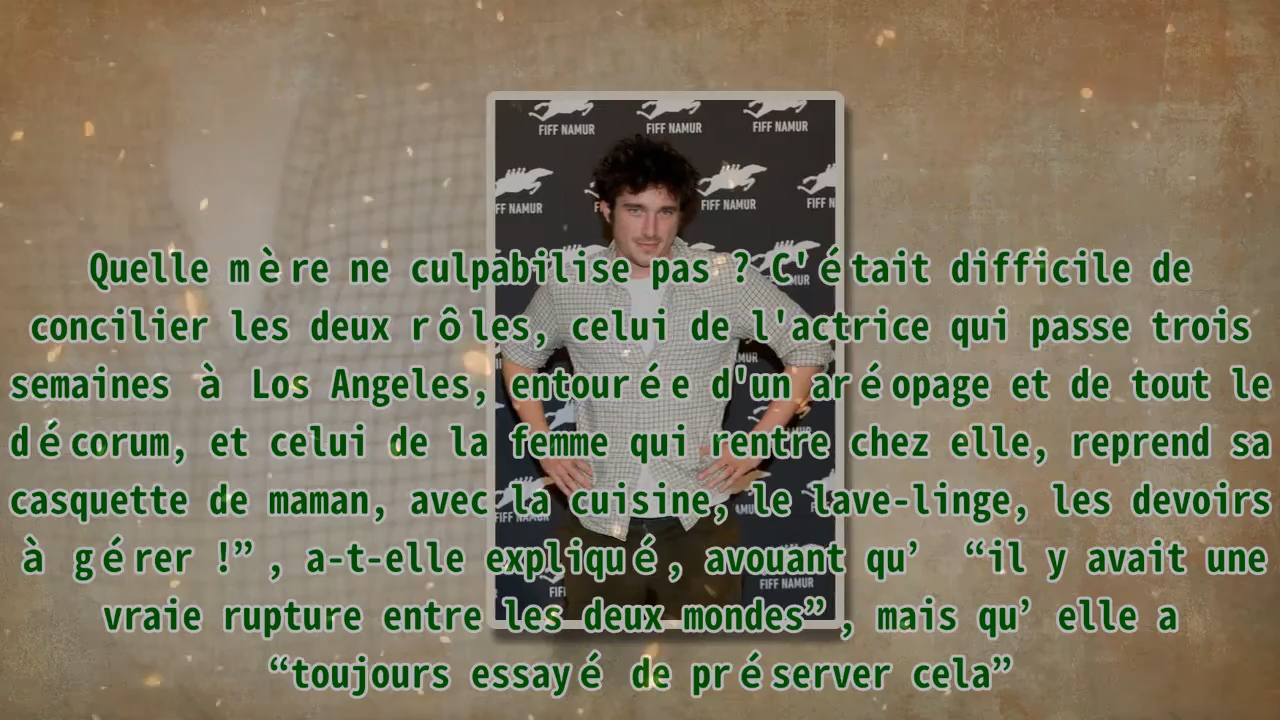 FIFF NAMUR FIFF NAMUR FIFF NAMUR
FIFF NAMUR FIFF NAMUR FIFF N
Quelle mère ne culpabilise pas ? C'était difficile de
concilier les deux rôles, celui de l'actrice qui passe trois
semaines à Los Angeles, entourée d'un aréopage et de tout le
décorum, et celui de la femme qui rentre chez elle, reprend sa
casquette de maman, avec la cuisine, le lave-linge, les devoirs
à gérer !”, a-t-elle expliqué, avouant qu’ “il y avait une
vraie rupture entre les deux mondes”, mais qu’ elle a
“toujours essayé de préserver cela”
FIFF NAMUR